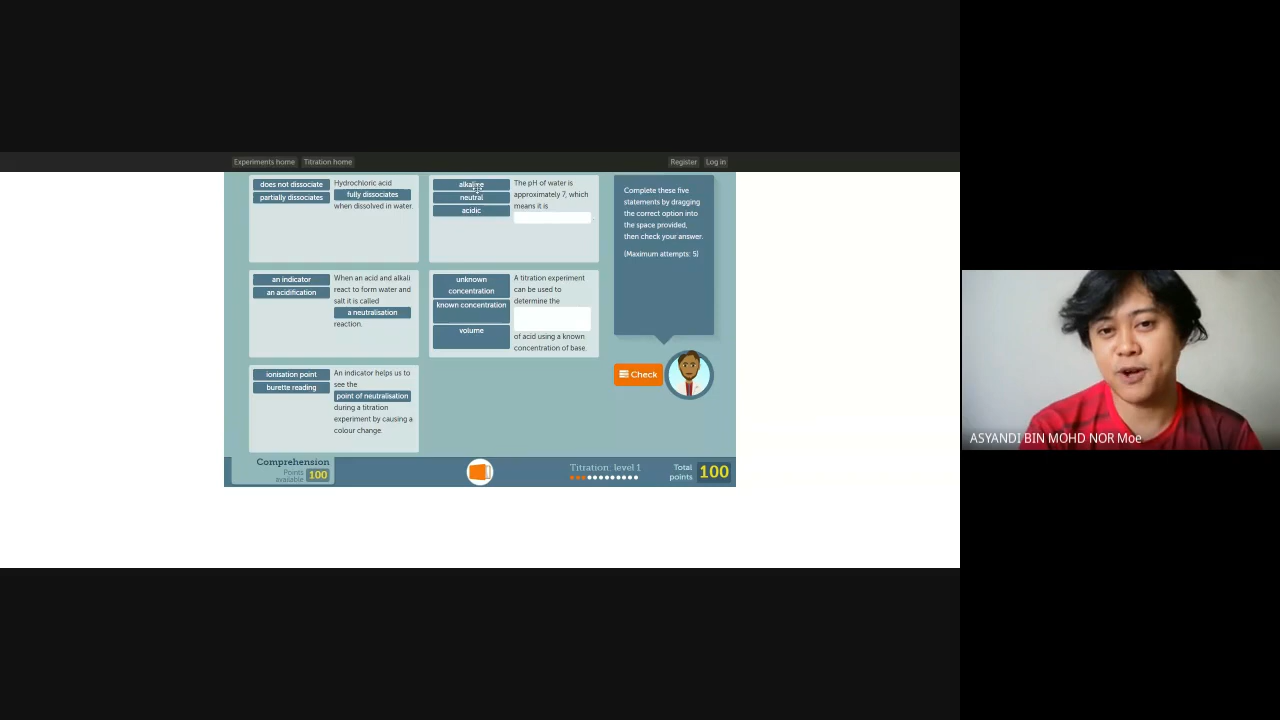 Experiments home
Titration home
Register
Log in
does not dissociate
partially dissociates
Hydrochloric acid
fully dissociates
when dissolved in water.
alkaline
neutral
acidic
The pH of water is
approximately 7, which
means it is
Complete these five
statements by dragging
the correct option into
the space provided,
then check your answer.
(Maximum attempts: 5)
an indicator
an acidification
When an acid and alkali
react to form water and
salt it is called
a neutralisation
reaction.
unknown
concentration
known concentration
volume
A titration experiment
can be used to
determine the
of acid using a known
concentration of base.
ionisation point
burette reading
An indicator helps us to
see the
point of neutralisation
during a titration
experiment by causing a
colour change.
Check
Comprehension
Points
available
100
Titration: level 1
Total
points
100
ASYANDI BIN MOHD NOR Moe